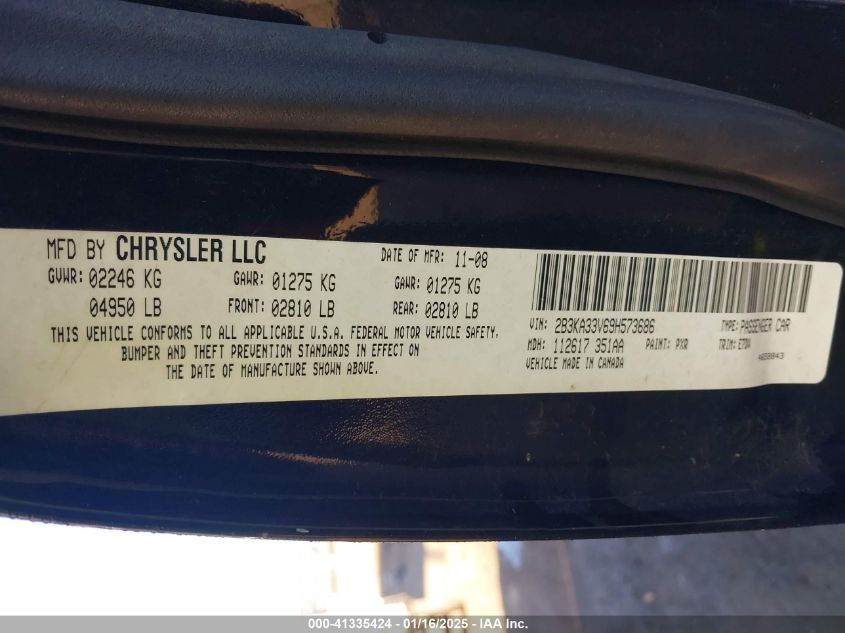 MFD BY CHRYSLER LLC DATE OF MFR: 11-08
GVWR: 02246 KG GAWR: 01275 KG GAWR: 01275 KG
04950 LB FRONT: 02810 LB REAR: 02810 LB
THIS VEHICLE CONFORMS TO ALL APPLICABLE U.S.A. FEDERAL MOTOR VEHICLE SAFETY,
BUMPER AND THEFT PREVENTION STANDARDS IN EFFECT ON
THE DATE OF MANUFACTURE SHOWN ABOVE.
VIN: 2B3KA33V69H573686 TYPE: PASSENGER CAR
MDH: 112617 351AA PAINT: PXR TRIM:
VEHICLE MADE IN CANADA
000-41335424 - 01/16/2025 - IAA Inc.